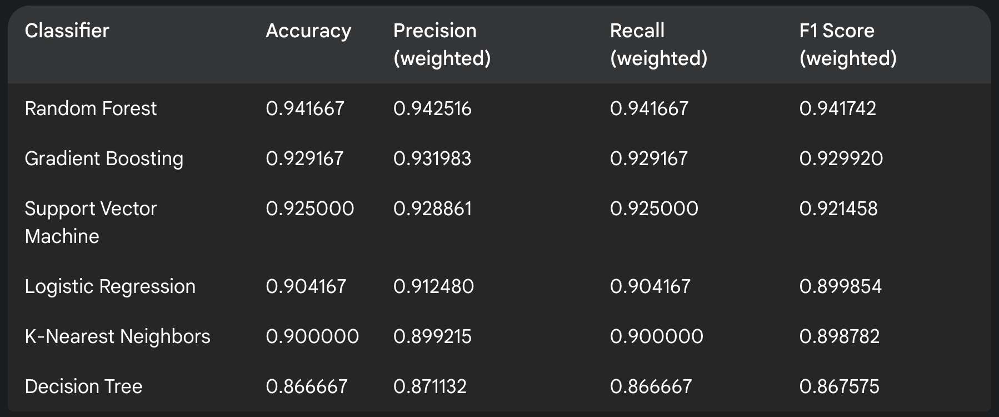 Classifier Accuracy Precision (weighted) Recall (weighted) F1 Score (weighted)
Random Forest 0.941667 0.942516 0.941667 0.941742
Gradient Boosting 0.929167 0.931983 0.929167 0.929920
Support Vector Machine 0.925000 0.928861 0.925000 0.921458
Logistic Regression 0.904167 0.912480 0.904167 0.899854
K-Nearest Neighbors 0.900000 0.899215 0.900000 0.898782
Decision Tree 0.866667 0.871132 0.866667 0.867575